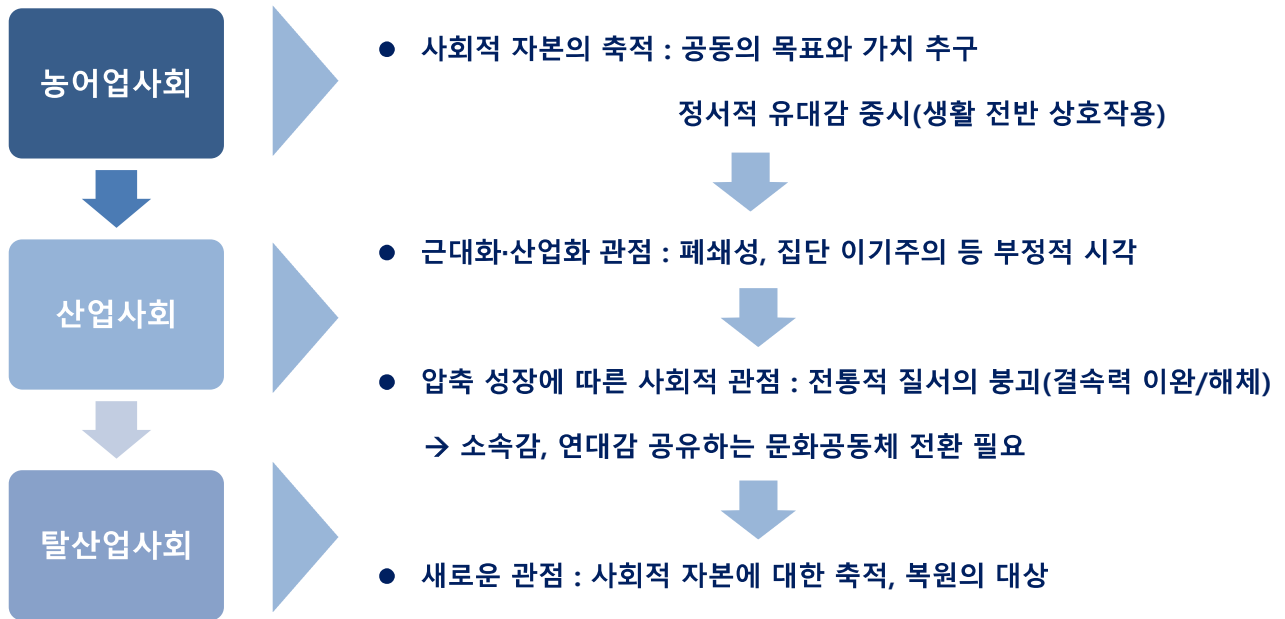 농어업사회
● 사회적 자본의 축적 : 공동의 목표와 가치 추구
정서적 유대감 중시(생활 전반 상호작용)
산업사회
● 근대화·산업화 관점 : 폐쇄성, 집단 이기주의 등 부정적 시각
● 압축 성장에 따른 사회적 관점 : 전통적 질서의 붕괴(결속력 이완/해체)
→ 소속감, 연대감 공유하는 문화공동체 전환 필요
탈산업사회
● 새로운 관점 : 사회적 자본에 대한 축적, 복원의 대상